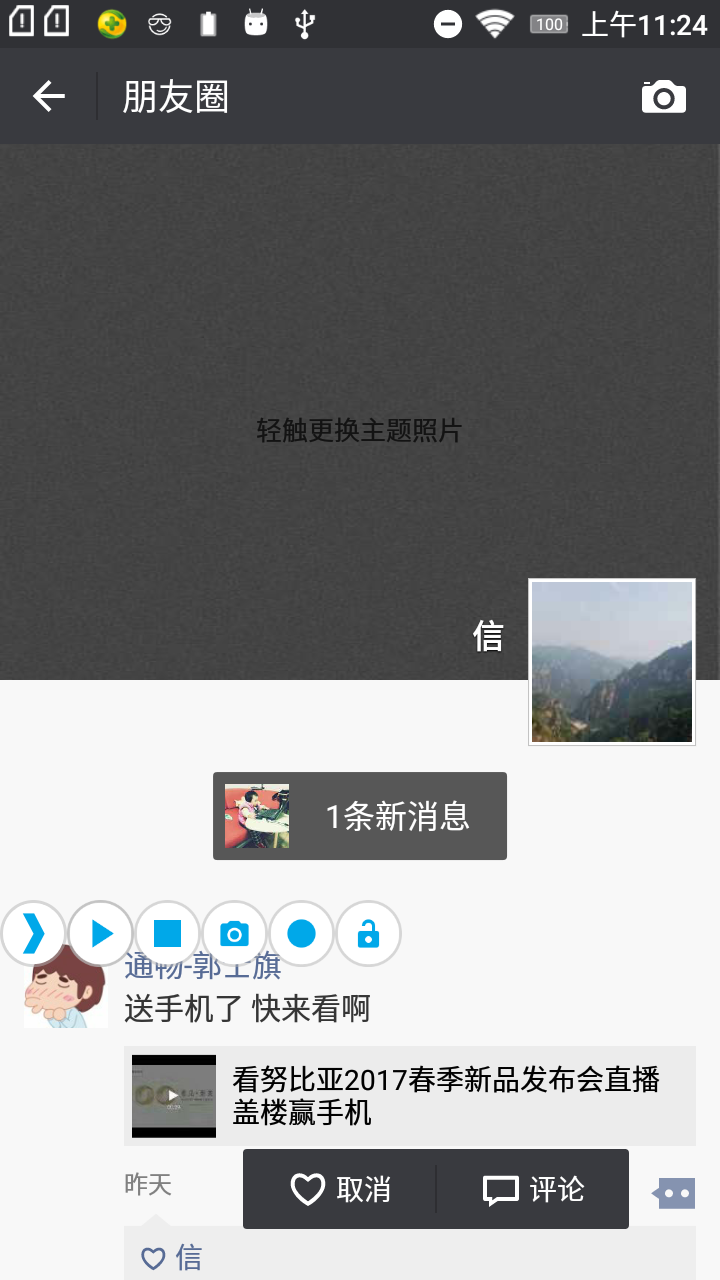 100 上午11:24
朋友圈
轻触更换主题照片
信
1条新消息
通畅-郭士旗
送手机了 快来看啊
看努比亚2017春季新品发布会直播
盖楼赢手机
昨天
取消
评论
信